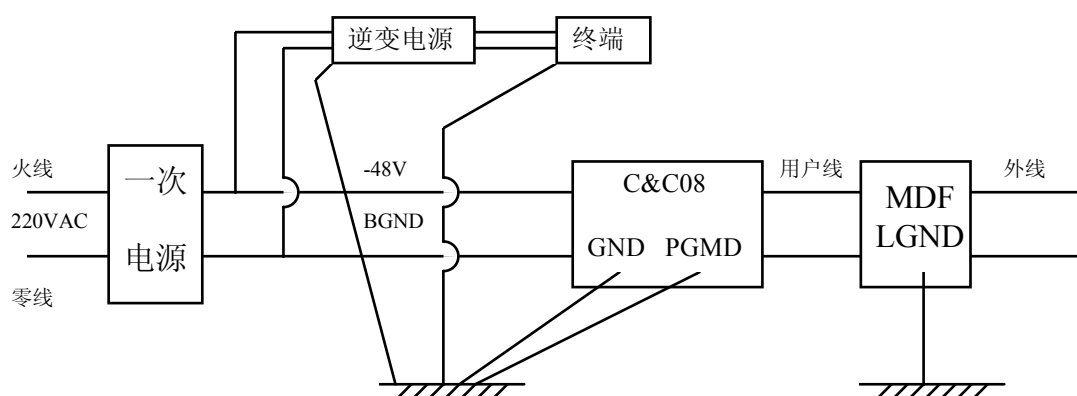 逆变电源
终端
火线
220VAC
零线
一次
电源
-48V
BGND
C&C08
GND PGMD
用户线
MDF
LGND
外线